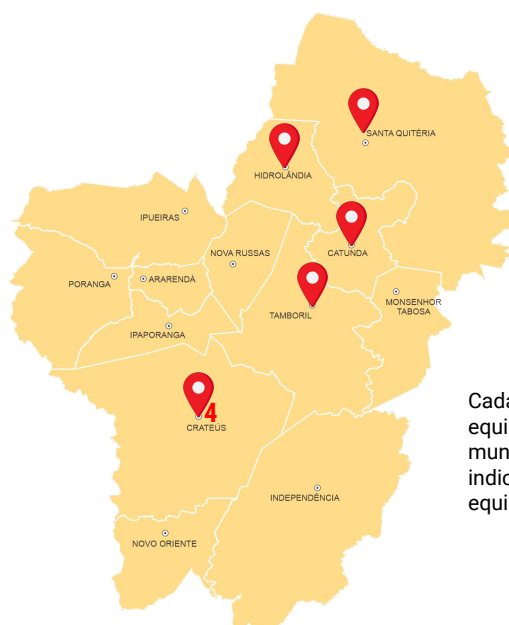 SANTA QUITÉRIA
HIDROLÂNDIA
IPUEIRAS
NOVA RUSSAS
CATUNDA
PORANGA
ARARENDÁ
MONSENHOR
TABOSA
TAMBORIL
IPAPORANGA
4
CRATEÚS
INDEPENDÊNCIA
NOVO ORIENTE
Cada
equi
mun
indic
equi